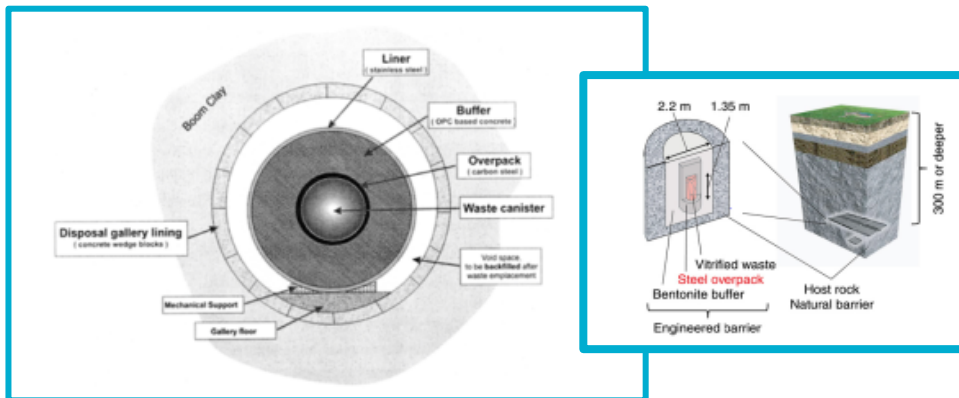 Boom Clay
Liner
( stainless steel )
Buffer
( OPC based concrete )
Overpack
( carbon steel )
Waste canister
Disposal gallery lining
( concrete wedge blocks )
Void space,
to be backfilled after
waste emplacement
Mechanical Support
Gallery floor
2.2 m
1.35 m
300 m or deeper
Vitrified waste
Steel overpack
Bentonite buffer
Engineered barrier
Host rock
Natural barrier